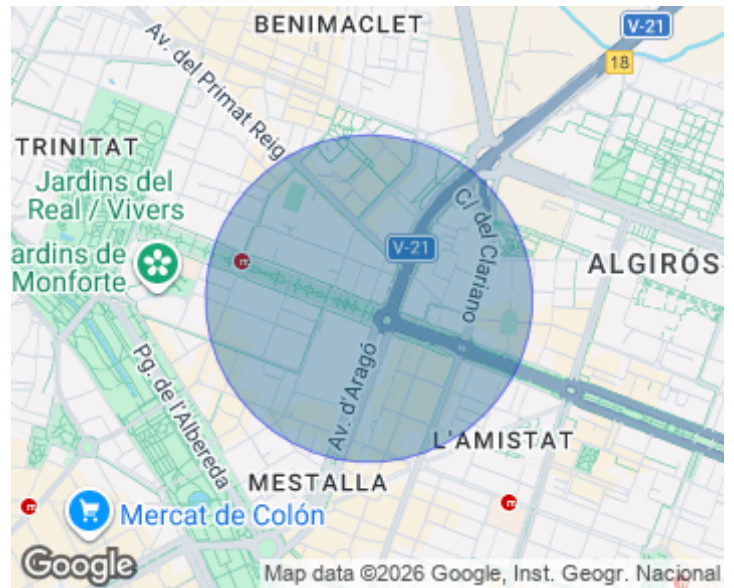 BENIMACLET
V-21
18
Av. del Primat Reig
TRINITAT
Jardins del
Real / Vivers
ardins de
Monforte
C/ del Clariano
V-21
ALGIRÓS
Pg. de l'Albereda
Av. d'Aragó
L'AMISTAT
MESTALLA
Mercat de Colón
Google
Map data ©2026 Google, Inst. Geogr. Nacional